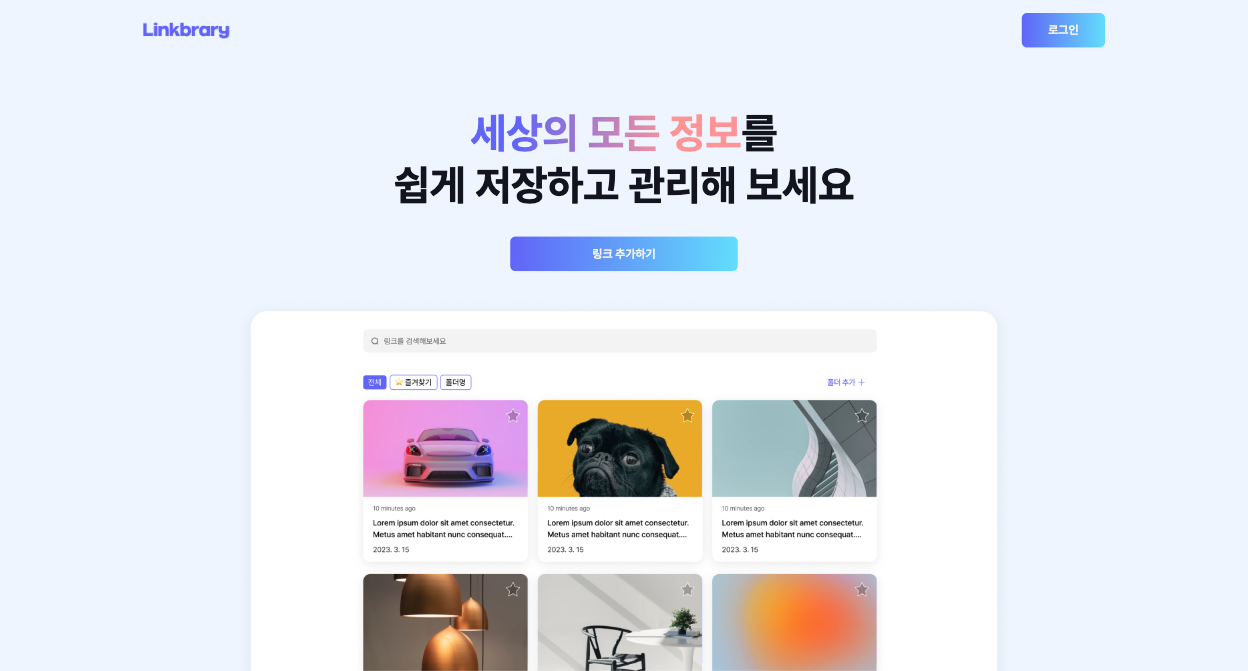 Linkbrary
로그인
세상의 모든 정보를
쉽게 저장하고 관리해 보세요
링크 추가하기
링크를 검색해보세요
전체
⭐ 즐겨찾기
폴더명
폴더 추가 +
10 minutes ago
Lorem ipsum dolor sit amet consectetur.
Metus amet habitant nunc consequat....
2023. 3. 15
10 minutes ago
Lorem ipsum dolor sit amet consectetur.
Metus amet habitant nunc consequat....
2023. 3. 15
10 minutes ago
Lorem ipsum dolor sit amet consectetur.
Metus amet habitant nunc consequat....
2023. 3. 15